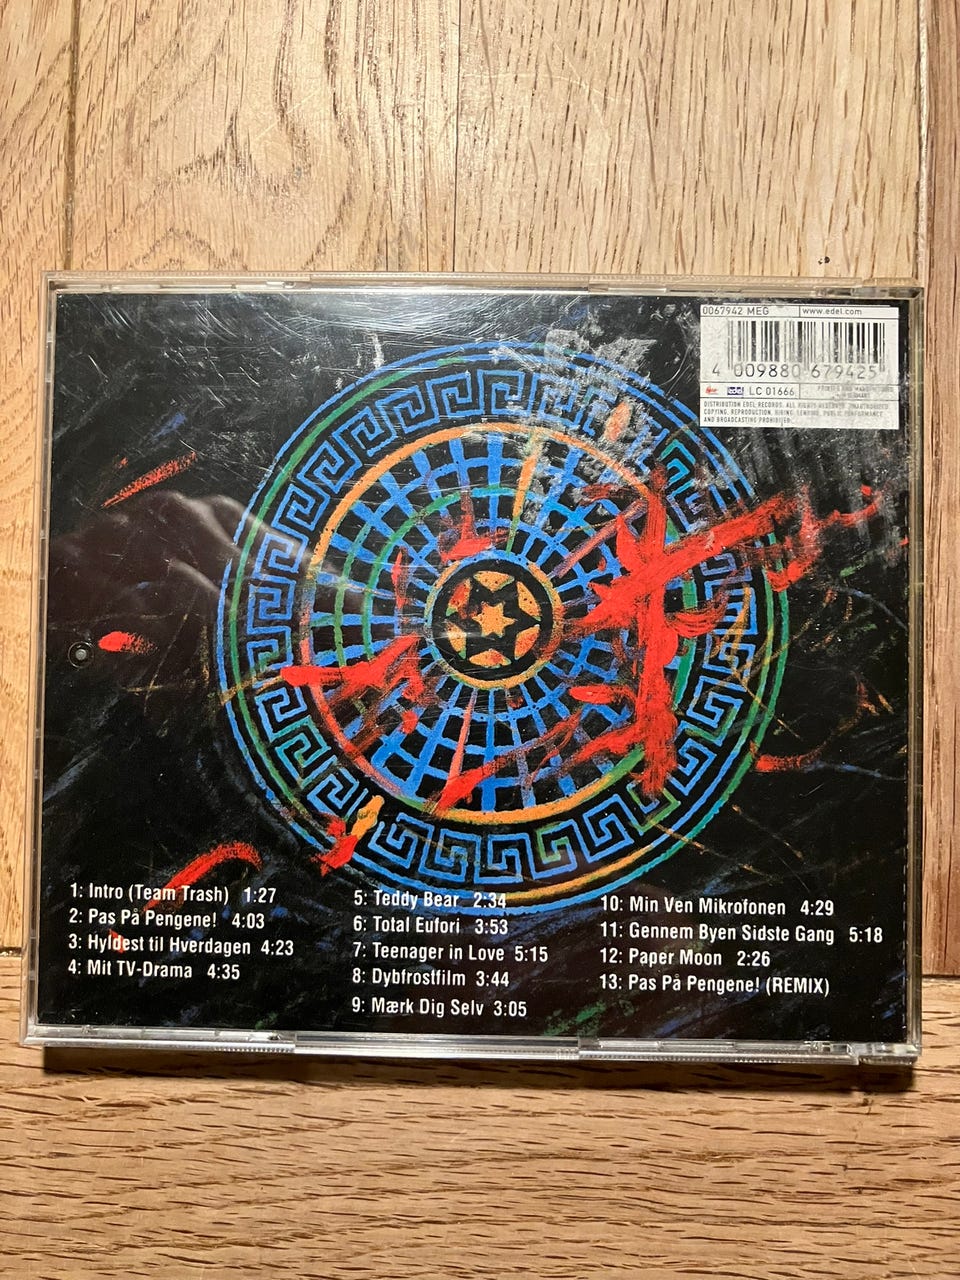 0067942 MEG
www.edel.com
4 009880 679425
edel LC 01666
PRINTED AND MANUFACTURED
DISTRIBUTION EDEL RECORDS. ALL RIGHTS RESERVED. UNAUTHORISED
COPYING, REPRODUCTION, HIRING, LENDING, PUBLIC PERFORMANCE
AND BROADCASTING PROHIBITED.
1: Intro (Team Trash) 1:27
2: Pas På Pengene! 4:03
3: Hyldest til Hverdagen 4:23
4: Mit TV-Drama 4:35
5: Teddy Bear 2:34
6: Total Eufori 3:53
7: Teenager in Love 5:15
8: Dybfrostfilm 3:44
9: Mærk Dig Selv 3:05
10: Min Ven Mikrofonen 4:29
11: Gennem Byen Sidste Gang 5:18
12: Paper Moon 2:26
13: Pas På Pengene! (REMIX)